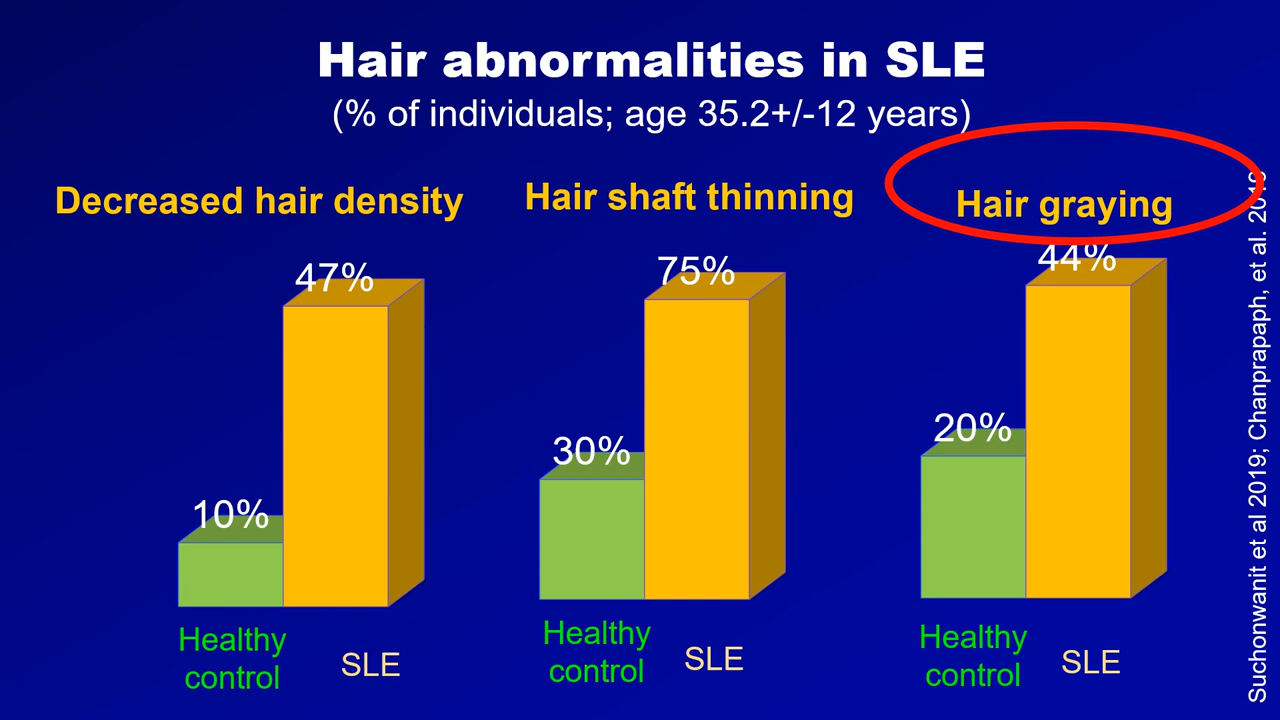 Hair abnormalities in SLE
(% of individuals; age 35.2+/-12 years)
Decreased hair density
Hair shaft thinning
Hair graying
47%
10%
75%
30%
44%
20%
Healthy
control
SLE
Healthy
control
SLE
Healthy
control
SLE
Suchonwanit et al 2019; Chanprapaph, et al. 2019